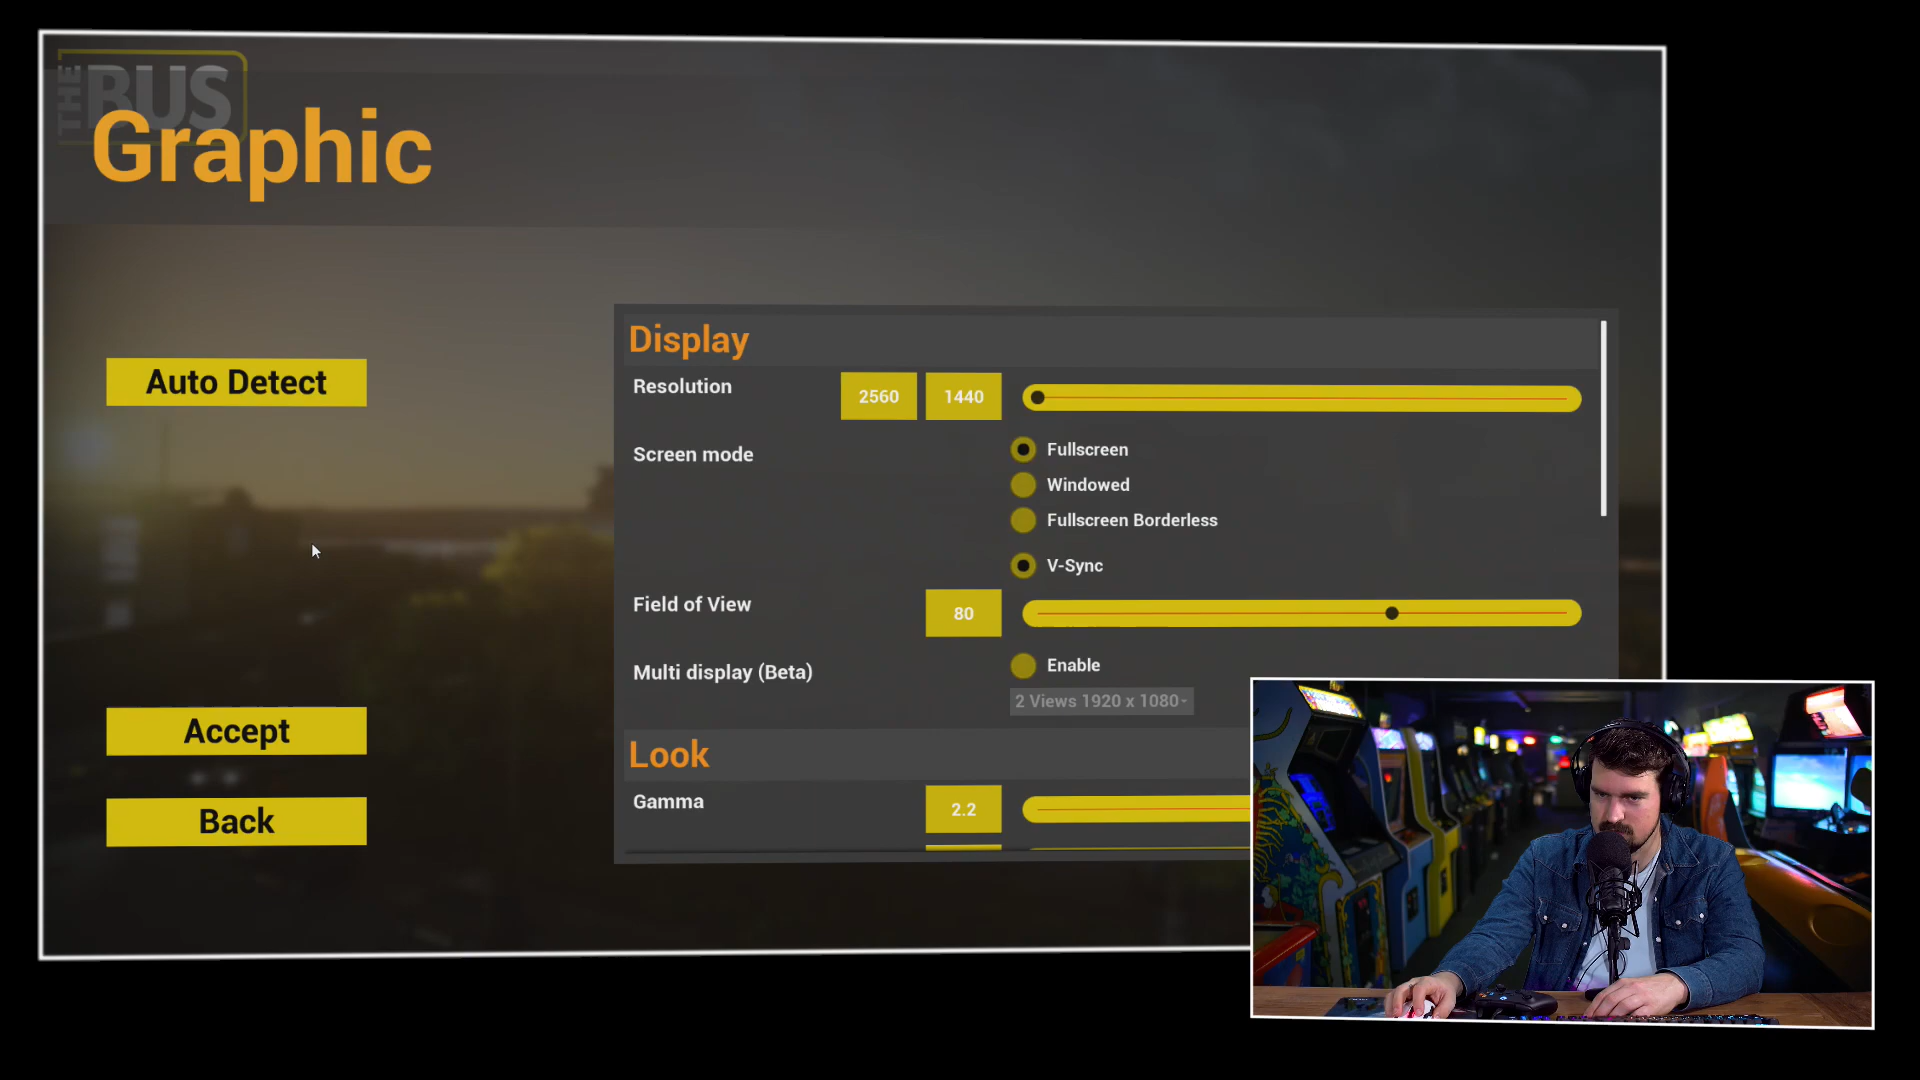 THE BUS
Graphic
Auto Detect
Accept
Back
Display
Resolution 2560 1440
Screen mode
Fullscreen
Windowed
Fullscreen Borderless
V-Sync
Field of View 80
Multi display (Beta)
Enable
2 Views 1920 x 1080
Look
Gamma 2.2